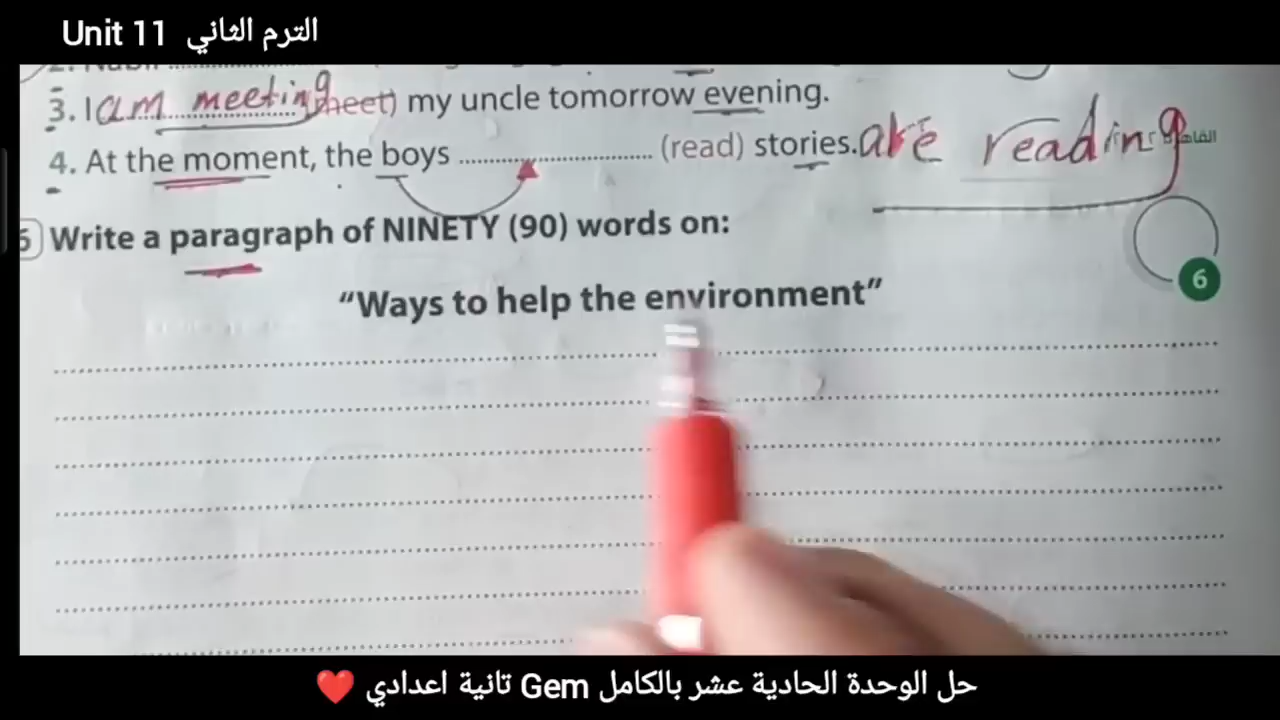 Unit 11 الترم الثاني
3. I am meeting (meet) my uncle tomorrow evening.
4. At the moment, the boys .............................. (read) stories. are reading
6 Write a paragraph of NINETY (90) words on:
6
“Ways to help the environment”
حل الوحدة الحادية عشر بالكامل Gem تانية اعدادي ❤️